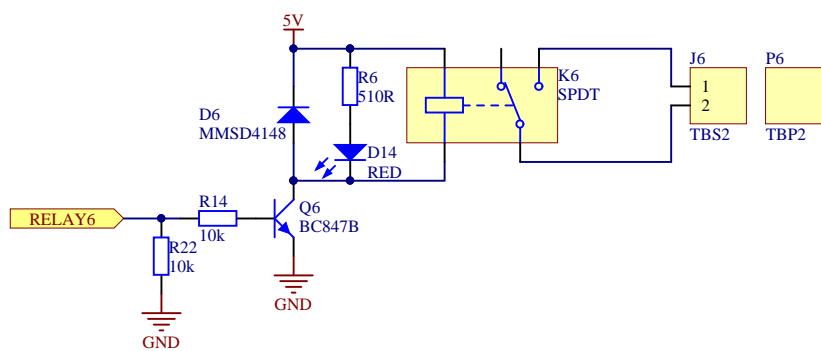 5V
J6
P6
K6
SPDT
R6
510R
1
2
D6
MMSD4148
TBS2
TBP2
D14
RED
R14
Q6
BC847B
RELAY6
10k
R22
10k
GND
GND